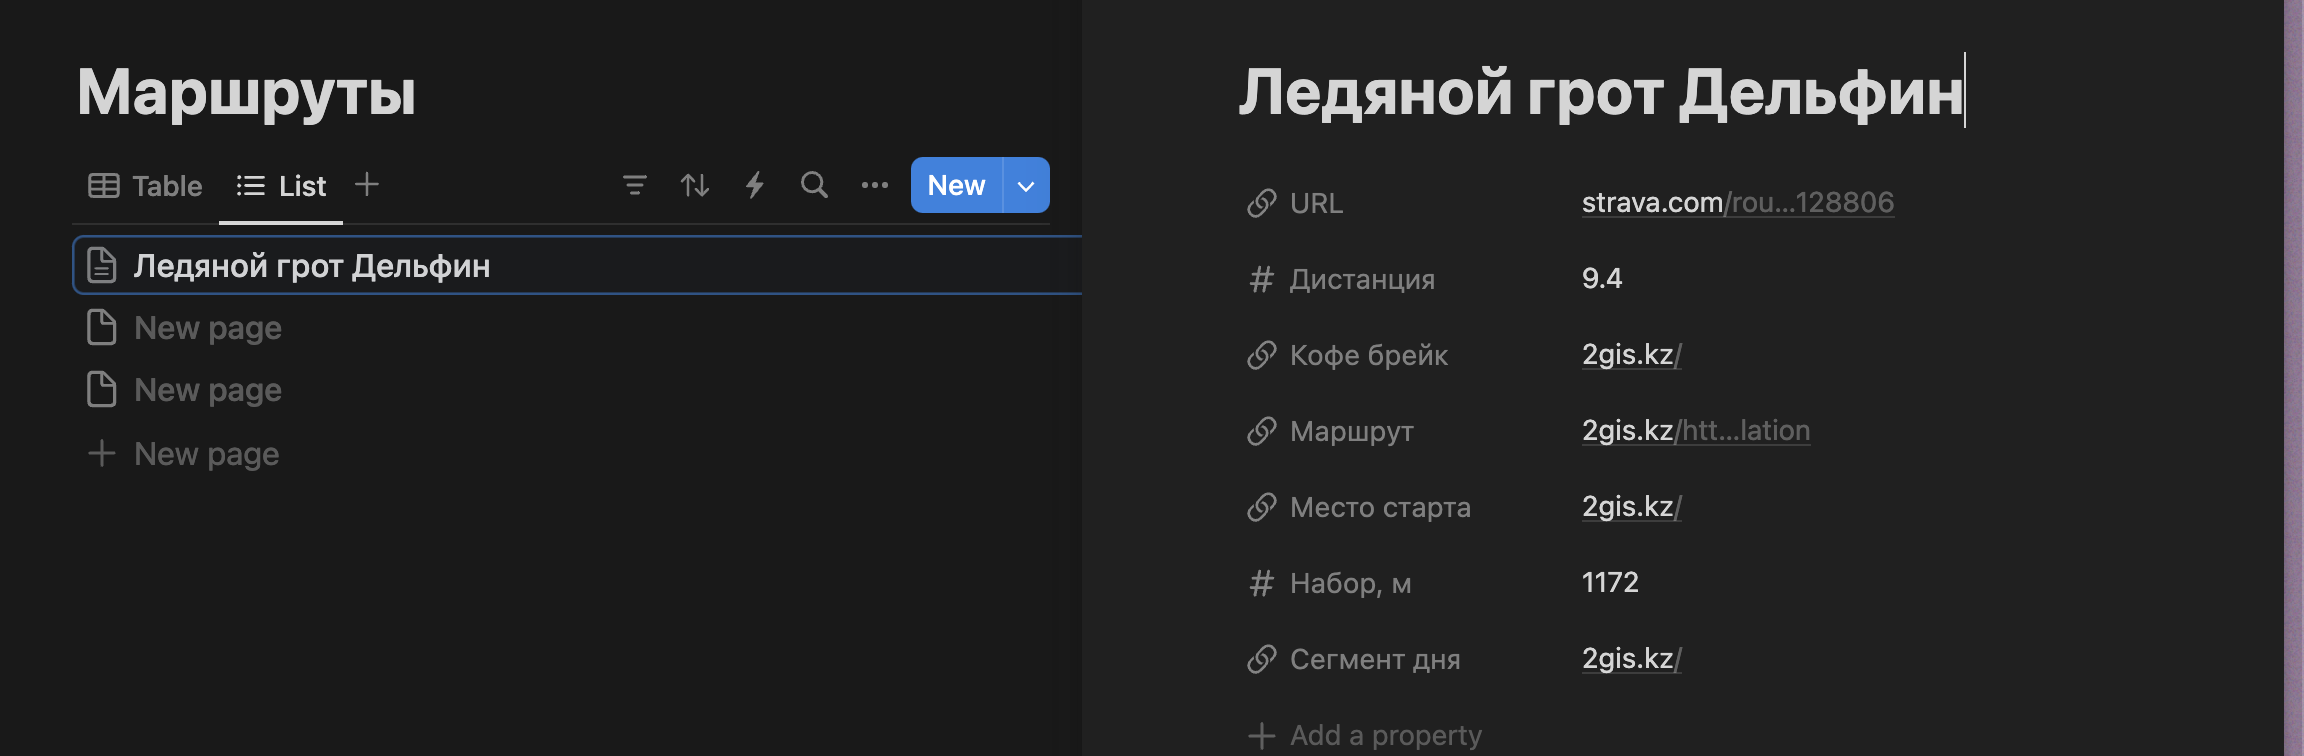 Маршруты
Table
List
New
Ледяной грот Дельфин
New page
New page
New page
Ледяной грот Дельфин
URL strava.com/rou...128806
# Дистанция 9.4
Кофе брейк 2gis.kz/
Маршрут 2gis.kz/htt...lation
Место старта 2gis.kz/
# Набор, м 1172
Сегмент дня 2gis.kz/
+ Add a property